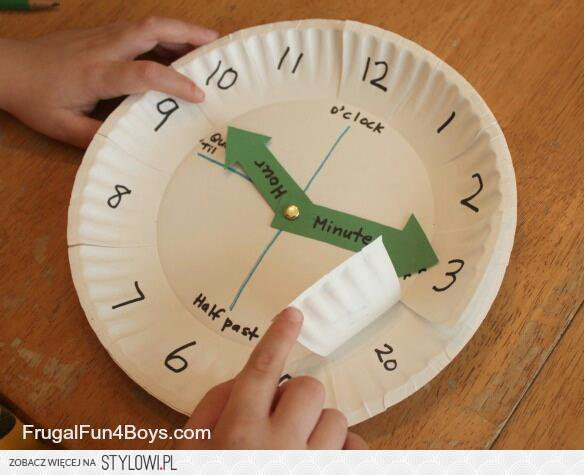 11
12
10
1
9
o'clock
'Til
8
Hour
2
Minute
3
7
Half past
6
20
FrugalFun4Boys.com
ZOBACZ WIĘCEJ NA STYLOWI.PL